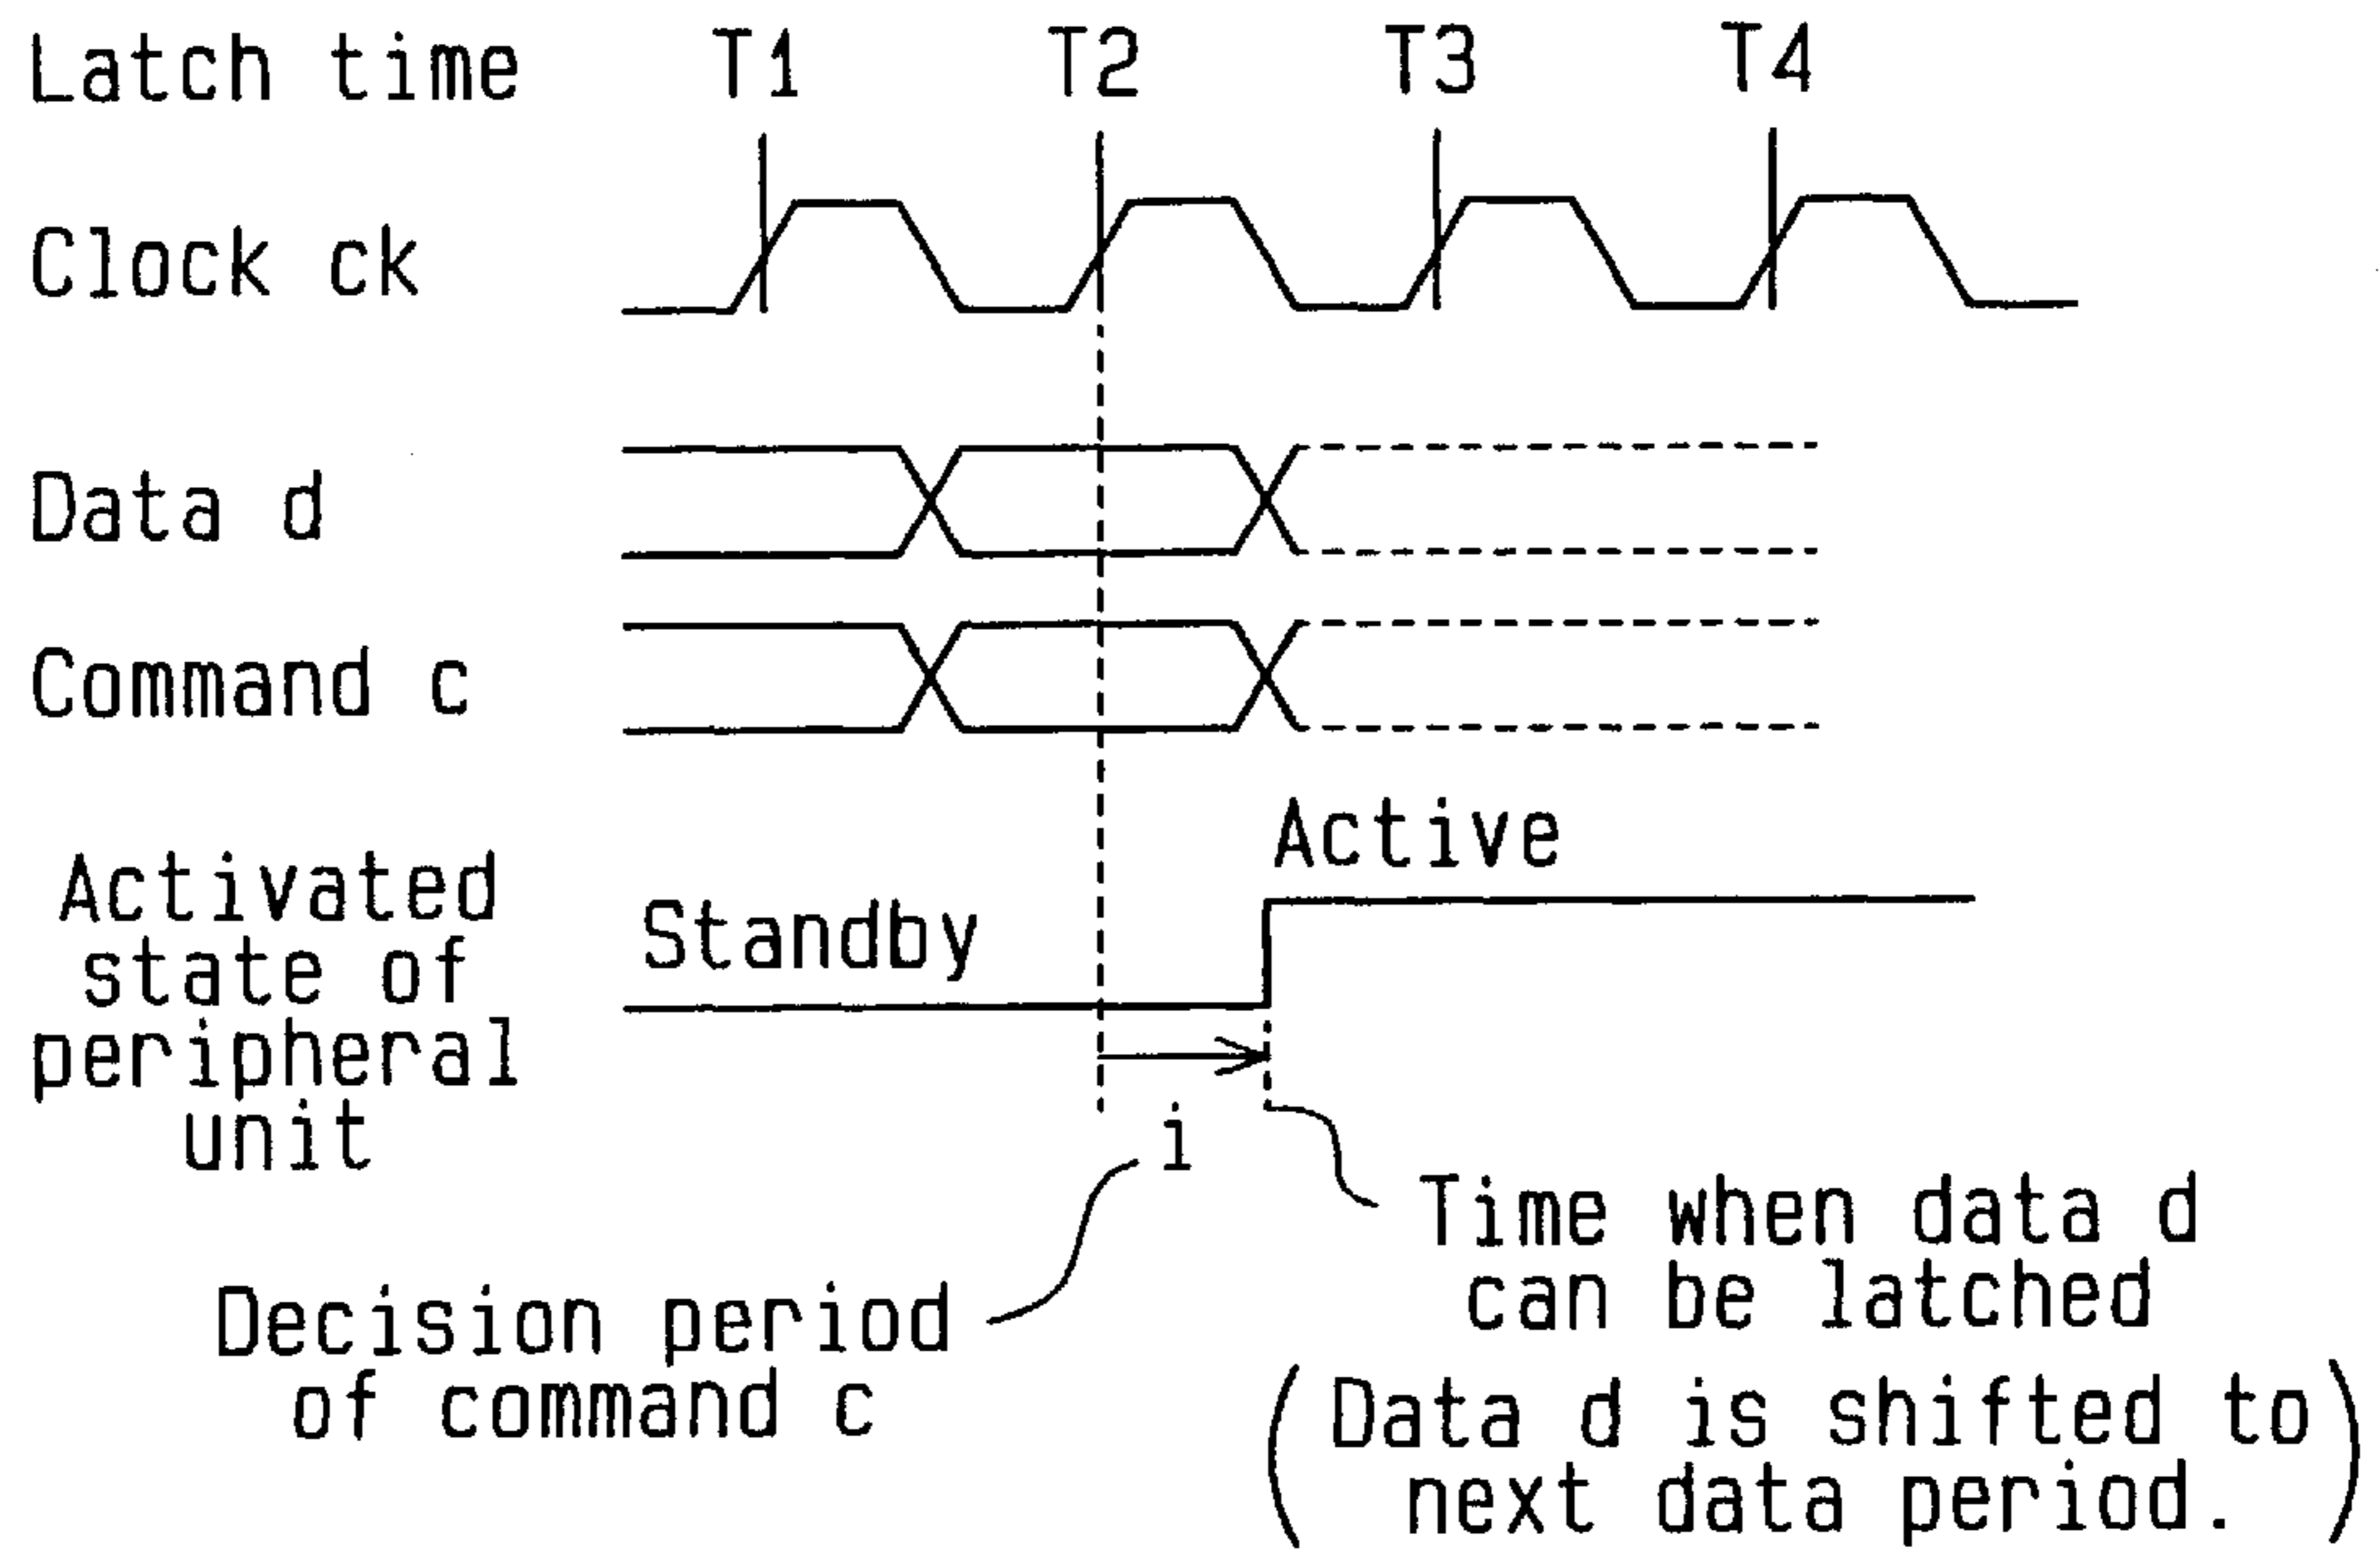 Latch time T1 T2 T3 T4
Clock ck
Data d
Command c
Active
Standby
Activated
state of
peripheral
unit
i
Time when data d
can be latched
(Data d is shifted to
next data period.)
Decision period
of command c